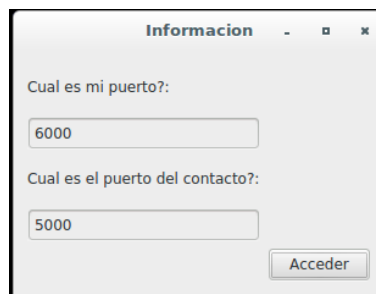 Informacion
Cual es mi puerto?:
6000
Cual es el puerto del contacto?:
5000
Acceder